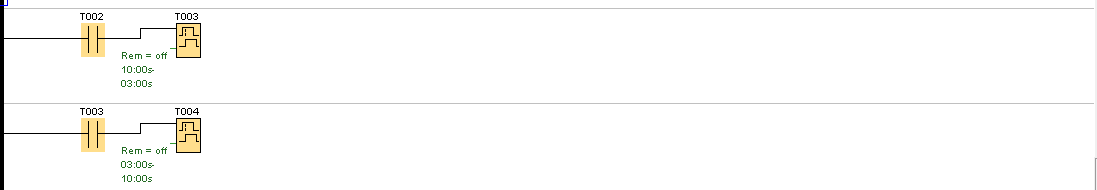 T002 T003
Rem = off
10:00s-
03:00s
T003 T004
Rem = off
03:00s-
10:00s